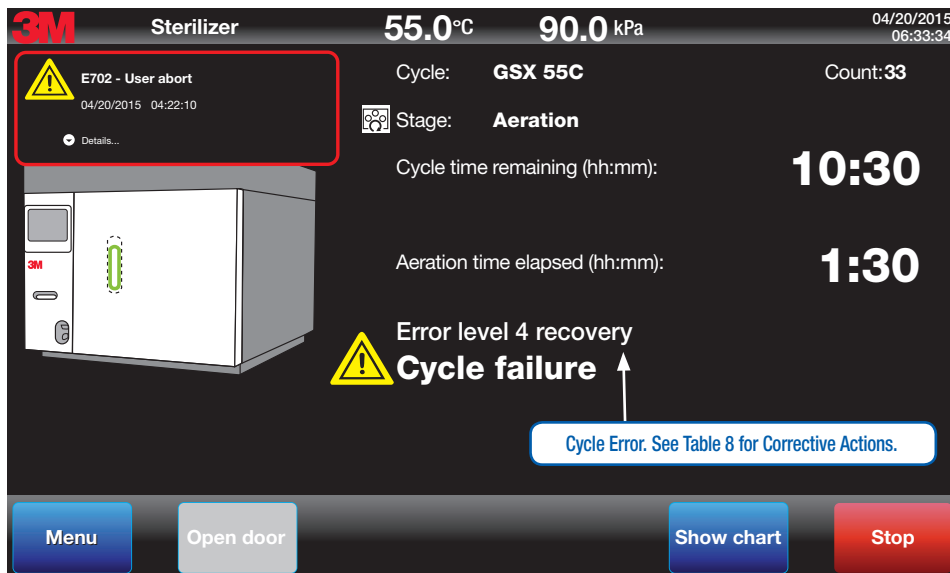 3M Sterilizer 55.0°C 90.0 kPa 04/20/2015
06:33:34
E702 - User abort
04/20/2015 04:22:10
Details...
3M
Cycle: GSX 55C Count:33
Stage: Aeration
Cycle time remaining (hh:mm): 10:30
Aeration time elapsed (hh:mm): 1:30
Error level 4 recovery
Cycle failure
Cycle Error. See Table 8 for Corrective Actions.
Menu Open door Show chart Stop